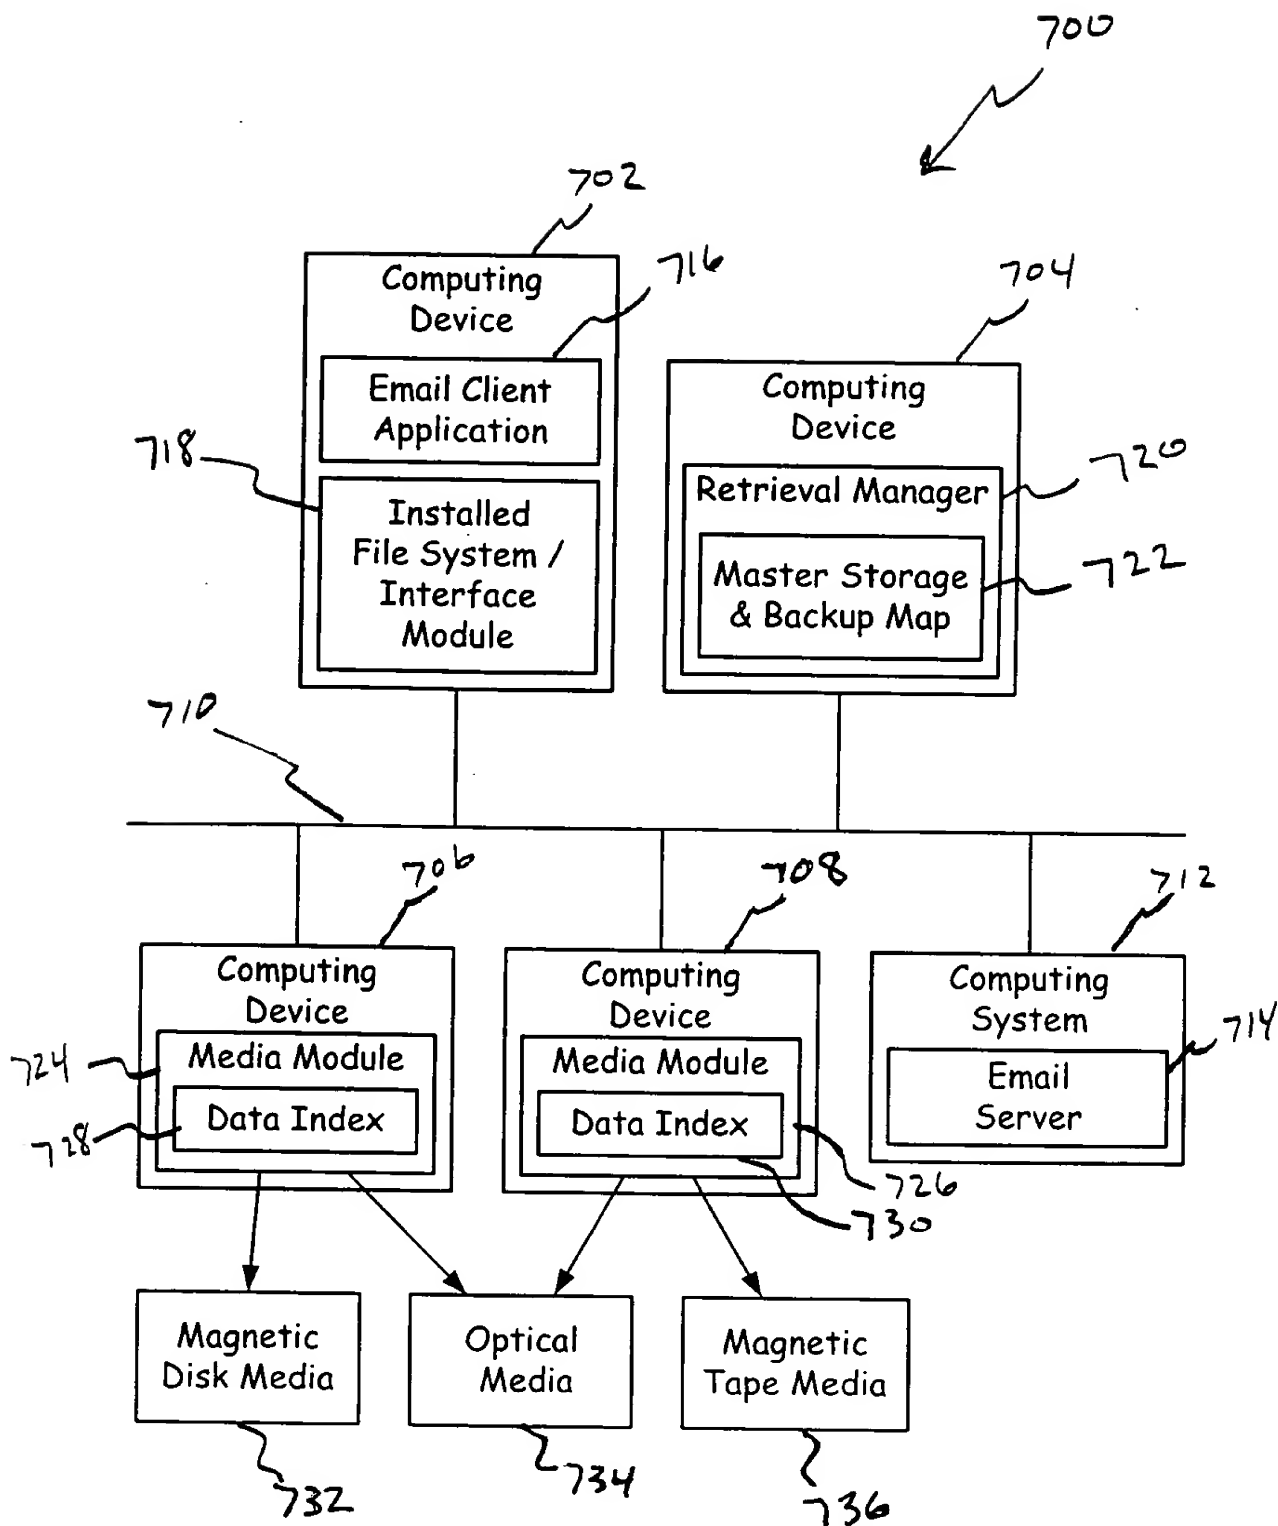 700
702
Computing
Device
716
Email Client
Application
718
Installed
File System /
Interface
Module
704
Computing
Device
720
Retrieval Manager
722
Master Storage
& Backup Map
710
706
Computing
Device
724
Media Module
728
Data Index
708
Computing
Device
Media Module
Data Index
726
730
712
Computing
System
714
Email
Server
Magnetic
Disk Media
732
Optical
Media
734
Magnetic
Tape Media
736